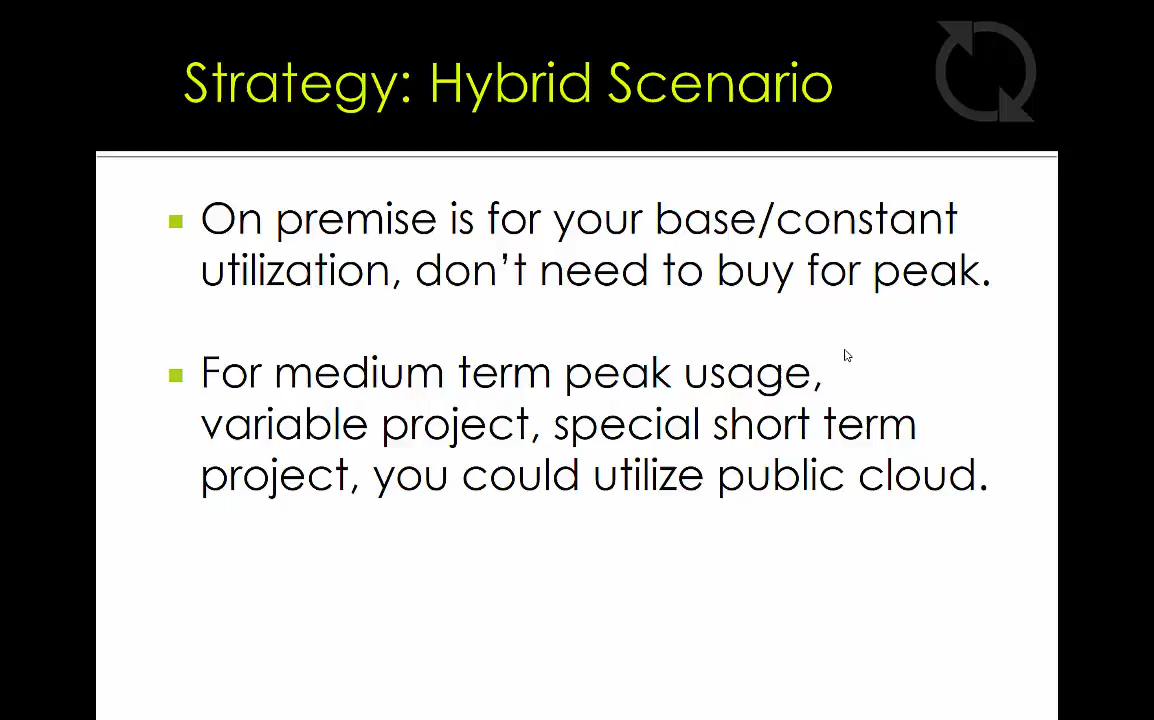 Strategy: Hybrid Scenario
On premise is for your base/constant
utilization, don't need to buy for peak.
For medium term peak usage,
variable project, special short term
project, you could utilize public cloud.